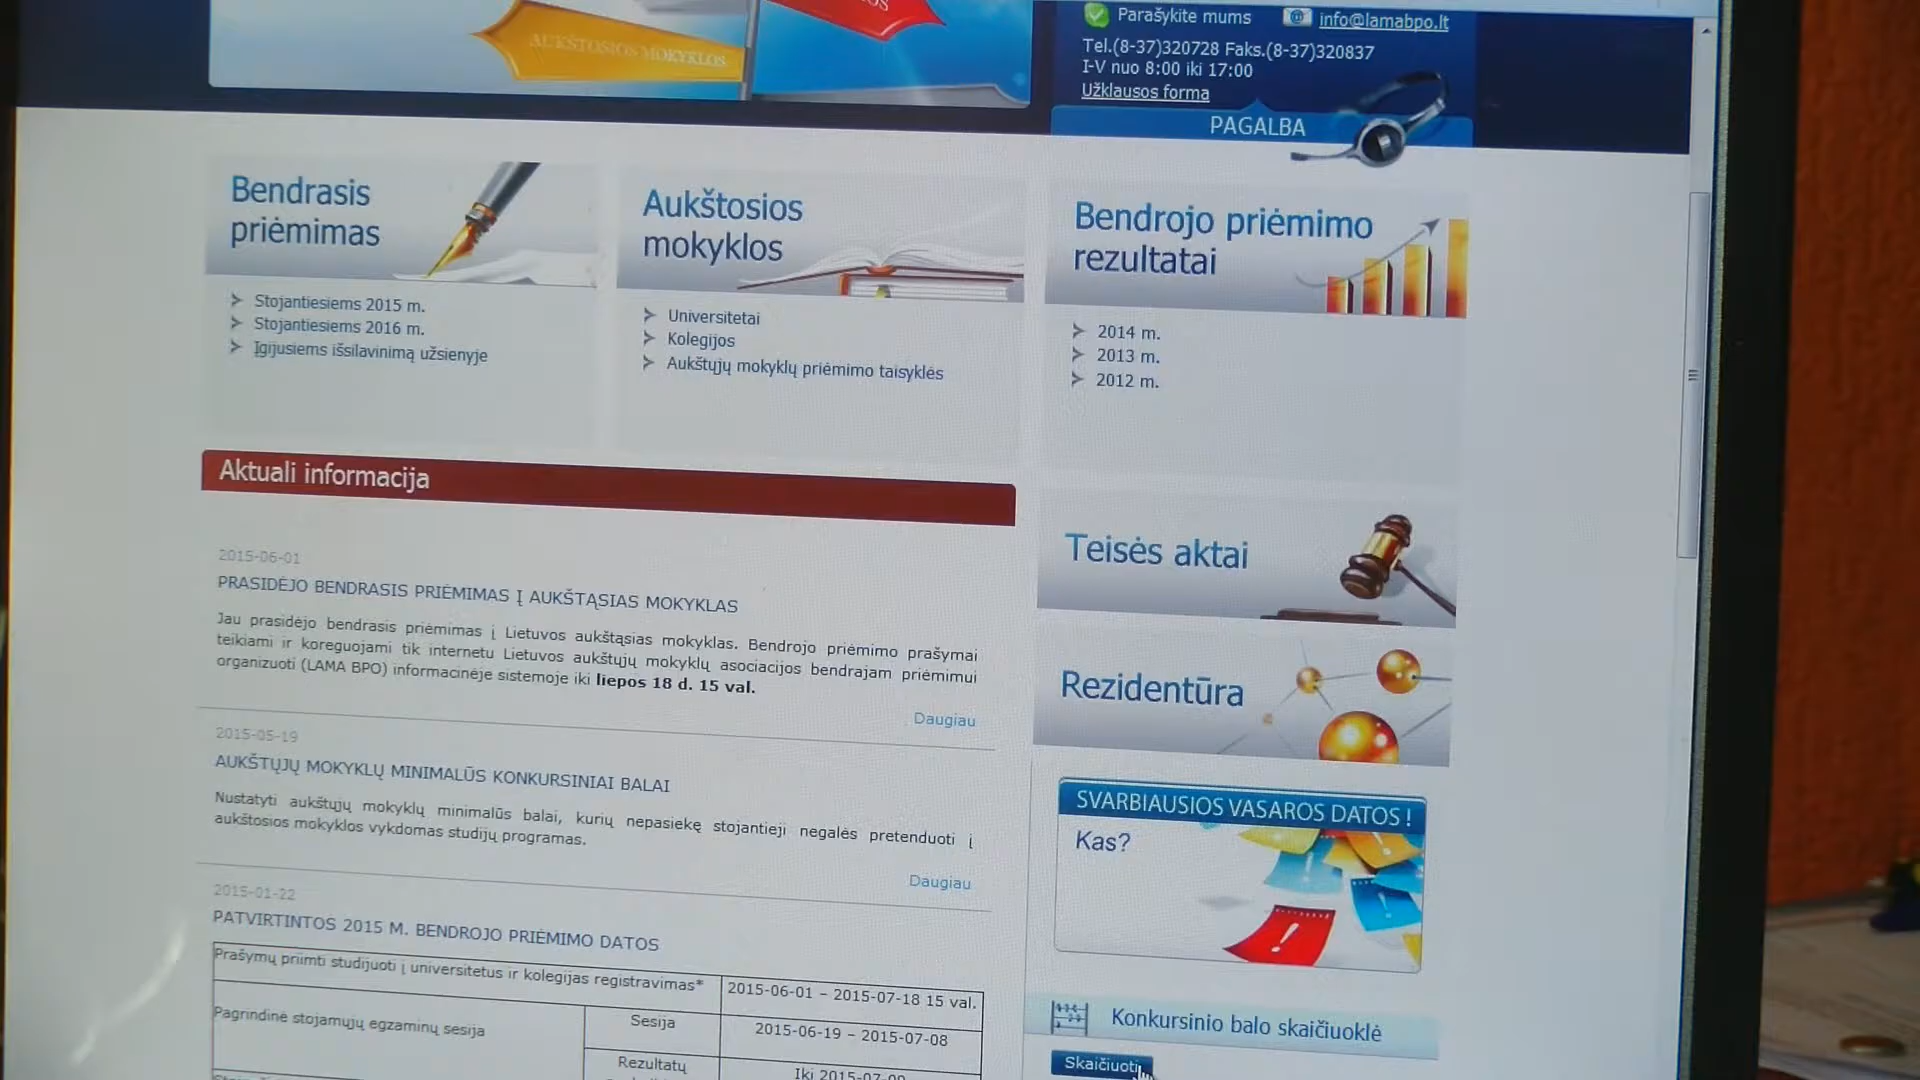 AUKŠTOSIOS MOKYKLOS
Parašykite mums
info@lamabpo.lt
Tel.(8-37)320728 Faks.(8-37)320837
I-V nuo 8:00 iki 17:00
Užklausos forma
PAGALBA
Bendrasis
priėmimas
Stojantiesiems 2015 m.
Stojantiesiems 2016 m.
Įgijusiems išsilavinimą užsienyje
Aukštosios
mokyklos
Universitetai
Kolegijos
Aukštųjų mokyklų priėmimo taisyklės
Bendrojo priėmimo
rezultatai
2014 m.
2013 m.
2012 m.
Aktuali informacija
2015-06-01
PRASIDĖJO BENDRASIS PRIĖMIMAS Į AUKŠTĄSIAS MOKYKLAS
Jau prasidėjo bendrasis priėmimas į Lietuvos aukštąsias mokyklas. Bendrojo priėmimo prašymai
teikiami ir koreguojami tik internetu Lietuvos aukštųjų mokyklų asociacijos bendrajam priėmimui
organizuoti (LAMA BPO) informacinėje sistemoje iki liepos 18 d. 15 val.
Daugiau
2015-05-19
AUKŠTŲJŲ MOKYKLŲ MINIMALŪS KONKURSINIAI BALAI
Nustatyti aukštųjų mokyklų minimalūs balai, kurių nepasiekę stojantieji negalės pretenduoti į
aukštosios mokyklos vykdomas studijų programas.
Daugiau
2015-01-22
PATVIRTINTOS 2015 M. BENDROJO PRIĖMIMO DATOS
Prašymų priimti studijuoti į universitetus ir kolegijas registravimas*
2015-06-01 – 2015-07-18 15 val.
Pagrindinė stojamųjų egzaminų sesija
Sesija
2015-06-19 – 2015-07-08
Rezultatų
Iki 2015-07-09
Teisės aktai
Rezidentūra
SVARBIAUSIOS VASAROS DATOS !
Kas?
Konkursinio balo skaičiuoklė
Skaičiuoti